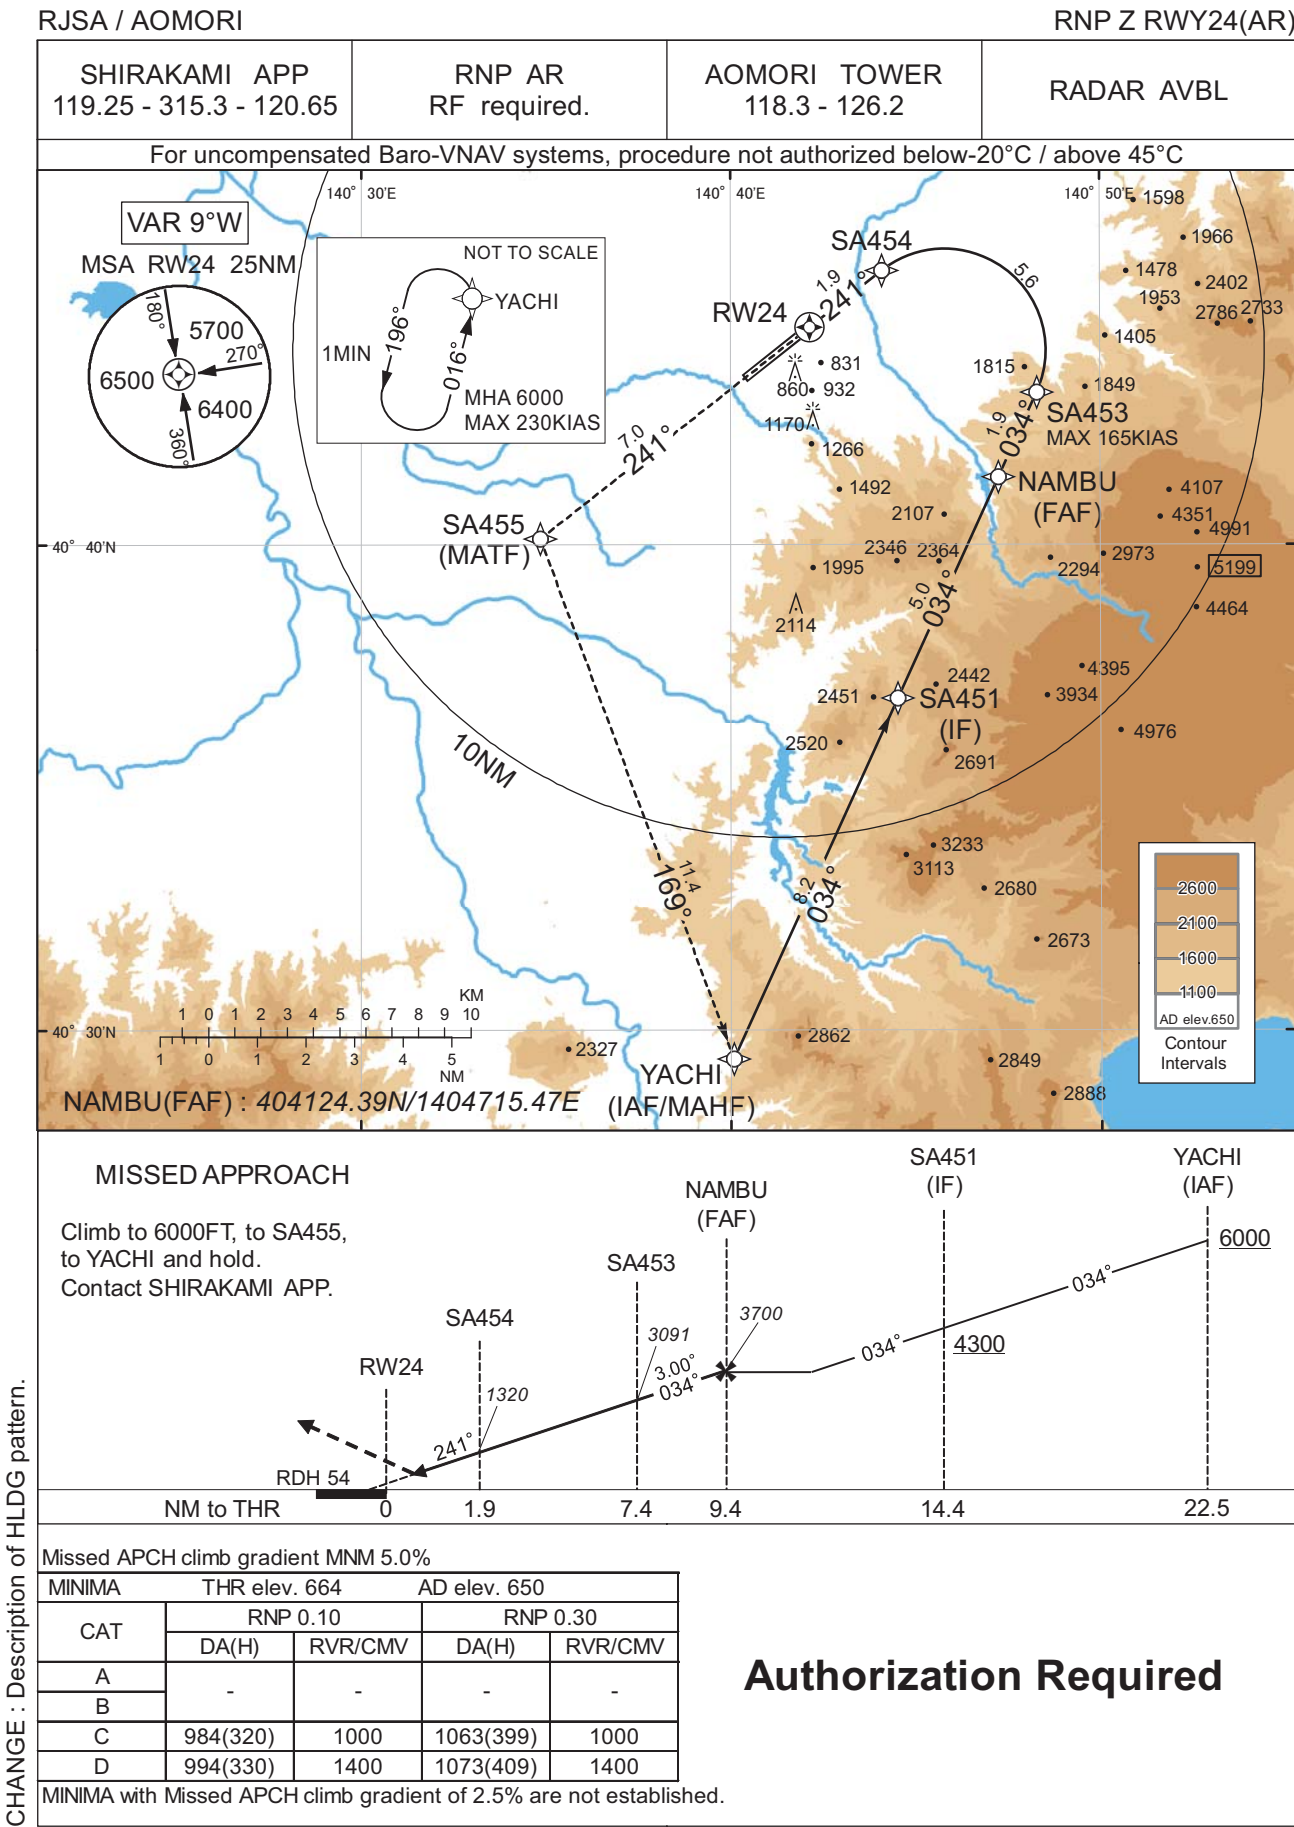 RJSA / AOMORI
RNP Z RWY24(AR)
SHIRAKAMI APP
119.25 - 315.3 - 120.65
RNP AR
RF required.
AOMORI TOWER
118.3 - 126.2
RADAR AVBL
For uncompensated Baro-VNAV systems, procedure not authorized below-20°C / above 45°C
140° 30'E
140° 40'E
140° 50'E
VAR 9°W
MSA RW24 25NM
180°
5700
270°
6500
6400
360°
NOT TO SCALE
YACHI
196°
1MIN
016°
MHA 6000
MAX 230KIAS
SA454
1.9
241°
5.6
RW24
1598
1966
1478
2402
1953
2786
2733
1405
831
860
932
1815
1849
SA453
MAX 165KIAS
1170
1266
7.0
241°
1.9
034°
1492
NAMBU
(FAF)
4107
2107
4351
4991
SA455
(MATF)
40° 40'N
2346
2364
2973
2294
5199
1995
5.0
034°
4464
2114
4395
2442
3934
2451
SA451
(IF)
4976
2520
2691
10NM
3233
3113
2680
11.4
169°
8.2
034°
2673
2600
2100
1600
1100
AD elev.650
Contour
Intervals
KM
1 0 1 2 3 4 5 6 7 8 9 10
40° 30'N
1 0 1 2 3 4 5
NM
2327
2862
2849
2888
YACHI
(IAF/MAHF)
NAMBU(FAF) : 404124.39N/1404715.47E
MISSED APPROACH
Climb to 6000FT, to SA455,
to YACHI and hold.
Contact SHIRAKAMI APP.
SA451
(IF)
YACHI
(IAF)
NAMBU
(FAF)
6000
SA453
034°
SA454
3700
3091
034°
4300
RW24
3.00°
034°
1320
241°
RDH 54
NM to THR 0 1.9 7.4 9.4 14.4 22.5
Missed APCH climb gradient MNM 5.0%
MINIMA THR elev. 664 AD elev. 650
CAT RNP 0.10 RNP 0.30
DA(H) RVR/CMV DA(H) RVR/CMV
A
B
- - - -
C 984(320) 1000 1063(399) 1000
D 994(330) 1400 1073(409) 1400
MINIMA with Missed APCH climb gradient of 2.5% are not established.
Authorization Required
CHANGE : Description of HLDG pattern.